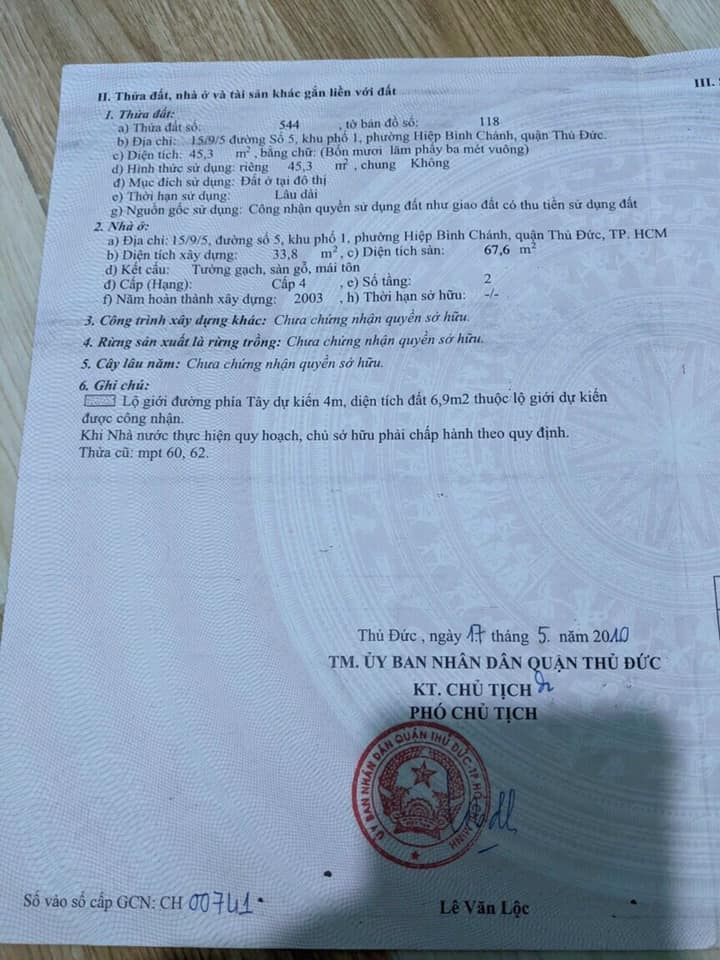 II. Thửa đất, nhà ở và tài sản khác gắn liền với đất
III.
1. Thửa đất:
a) Thửa đất số: 544 , tờ bản đồ số: 118
b) Địa chỉ: 15/9/5 đường Số 5, khu phố 1, phường Hiệp Bình Chánh, quận Thủ Đức.
c) Diện tích: 45,3 m², bằng chữ: (Bốn mươi lăm phẩy ba mét vuông)
d) Hình thức sử dụng: riêng 45,3 m², chung Không
đ) Mục đích sử dụng: Đất ở tại đô thị
e) Thời hạn sử dụng: Lâu dài
g) Nguồn gốc sử dụng: Công nhận quyền sử dụng đất như giao đất có thu tiền sử dụng đất
2. Nhà ở:
a) Địa chỉ: 15/9/5, đường số 5, khu phố 1, phường Hiệp Bình Chánh, quận Thủ Đức, TP. HCM
b) Diện tích xây dựng: 33,8 m², c) Diện tích sàn: 67,6 m²
d) Kết cấu: Tường gạch, sàn gỗ, mái tôn
đ) Cấp (Hạng): Cấp 4 , e) Số tầng: 2
f) Năm hoàn thành xây dựng: 2003 , h) Thời hạn sở hữu: -/-
3. Công trình xây dựng khác: Chưa chứng nhận quyền sở hữu.
4. Rừng sản xuất là rừng trồng: Chưa chứng nhận quyền sở hữu.
5. Cây lâu năm: Chưa chứng nhận quyền sở hữu.
6. Ghi chú:
Lộ giới đường phía Tây dự kiến 4m, diện tích đất 6,9m2 thuộc lộ giới dự kiến
được công nhận.
Khi Nhà nước thực hiện quy hoạch, chủ sở hữu phải chấp hành theo quy định.
Thửa cũ: mpt 60, 62.
Thủ Đức , ngày 17 tháng 5. năm 2010
TM. ỦY BAN NHÂN DÂN QUẬN THỦ ĐỨC
KT. CHỦ TỊCH
PHÓ CHỦ TỊCH
ỦY BAN NHÂN DÂN QUẬN THỦ ĐỨC-TP.HỒ CHÍ MINH
Số vào sổ cấp GCN: CH 00741
Lê Văn Lộc